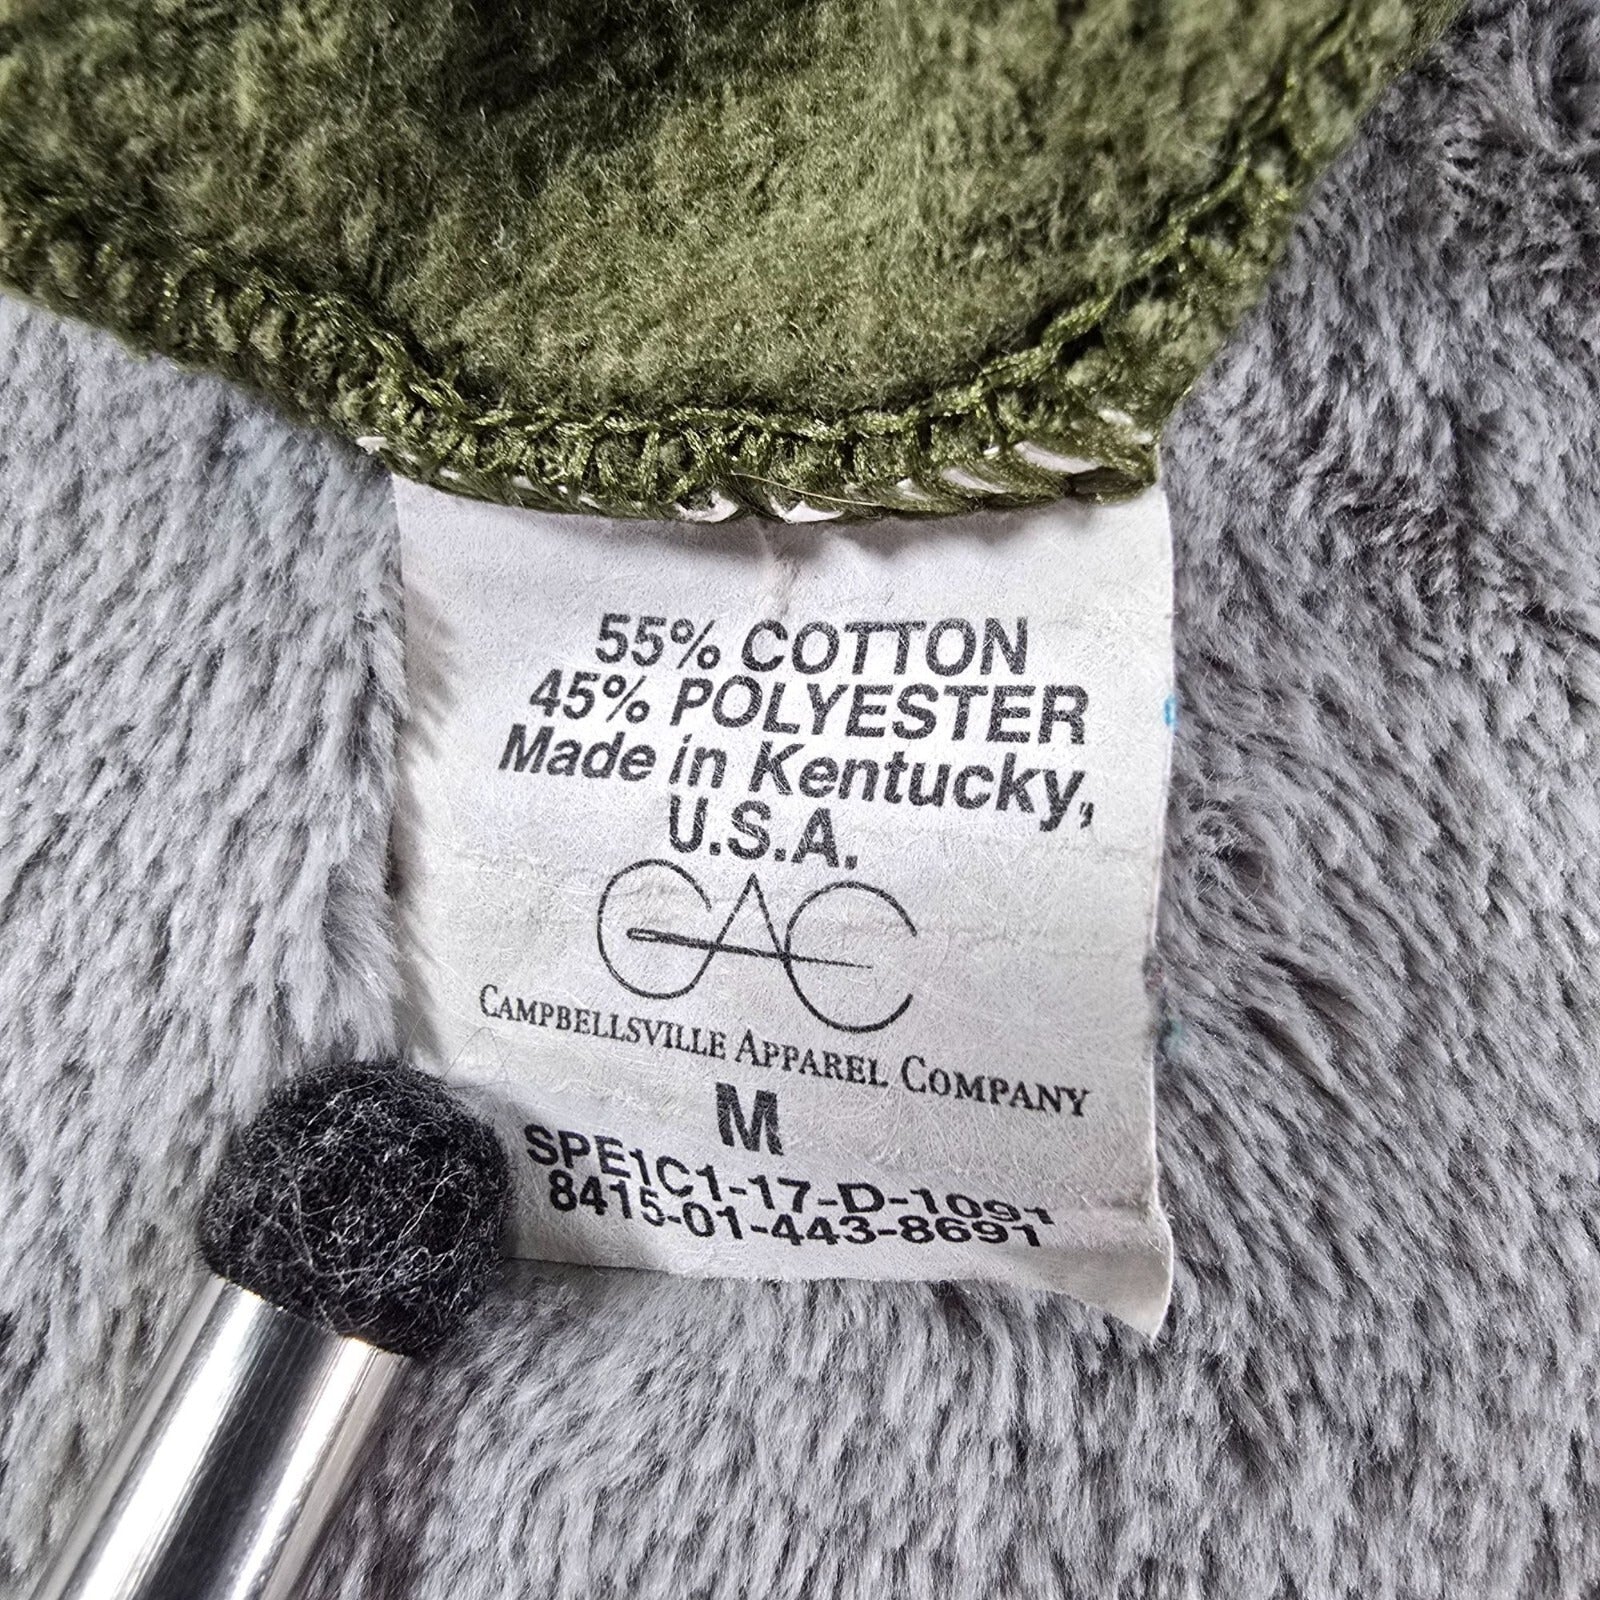 55% COTTON
45% POLYESTER
Made in Kentucky,
U.S.A.
CAC
CAMPBELLSVILLE APPAREL COMPANY
M
SPE1C1-17-D-1091
8415-01-443-8691